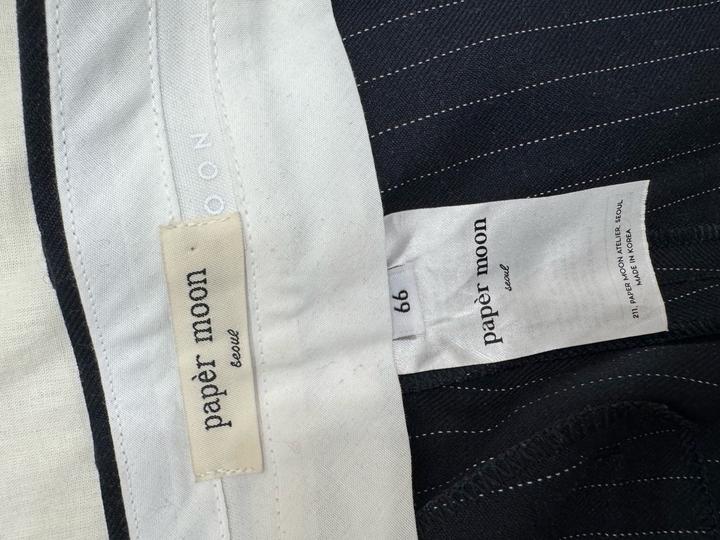 OON
papèr moon
seoul
66
papèr moon
seoul
211, PAPER MOON ATELIER. SEOUL
MADE IN KOREA